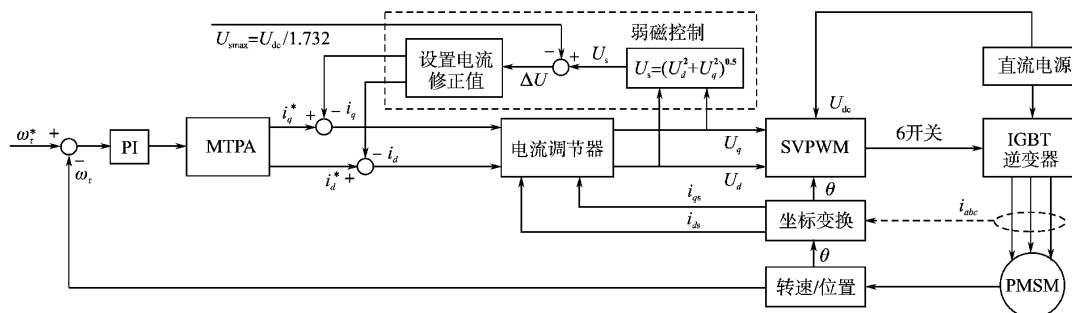 U_smax=U_dc/1.732
弱磁控制
设置电流
修正值
− +
U_s
ΔU
U_s=(U_d^2+U_q^2)^0.5
直流电源
U_dc
i_q^* + − i_q
ω_τ^* +
−
ω_τ
PI
MTPA
− i_d
i_d^* +
电流调节器
U_q
U_d
SVPWM
6开关
IGBT
逆变器
i_qs
i_ds
θ
坐标变换
i_abc
θ
转速/位置
PMSM